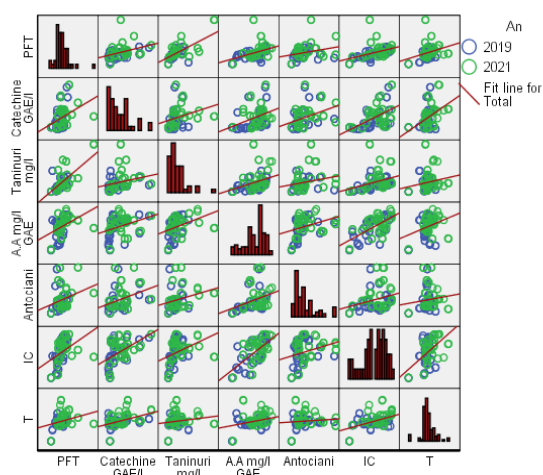 An
2019
2021
Fit line for
Total
PFT
Catechine
GAE/l
Taninuri
mg/l
A.A mg/l
GAE
Antociani
IC
T
PFT
Catechine
GAE/l
Taninuri
mg/l
A.A mg/l
GAE
Antociani
IC
T